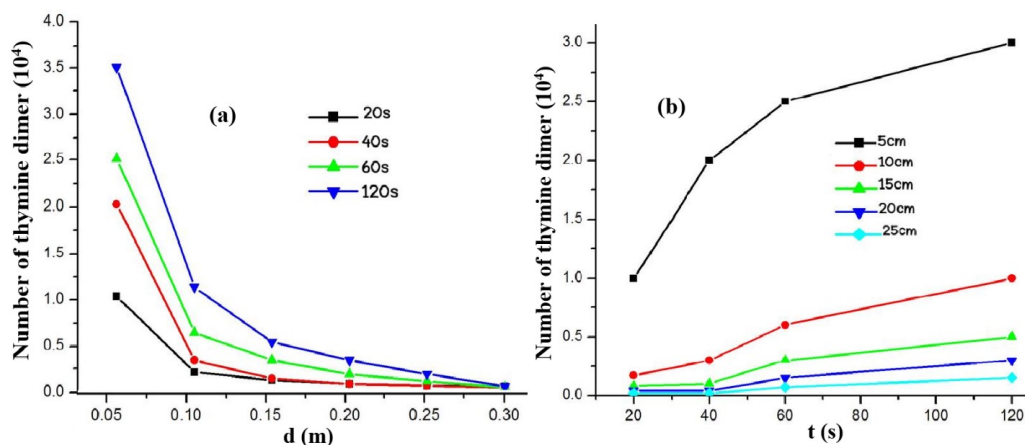 Number of thymine dimer (10⁴)
4.0
3.5
3.0
2.5
2.0
1.5
1.0
0.5
0.0
(a)
20s
40s
60s
120s
0.05 0.10 0.15 0.20 0.25 0.30
d (m)
Number of thymine dimer (10⁴)
3.0
2.5
2.0
1.5
1.0
0.5
0.0
(b)
5cm
10cm
15cm
20cm
25cm
20 40 60 80 100 120
t (s)